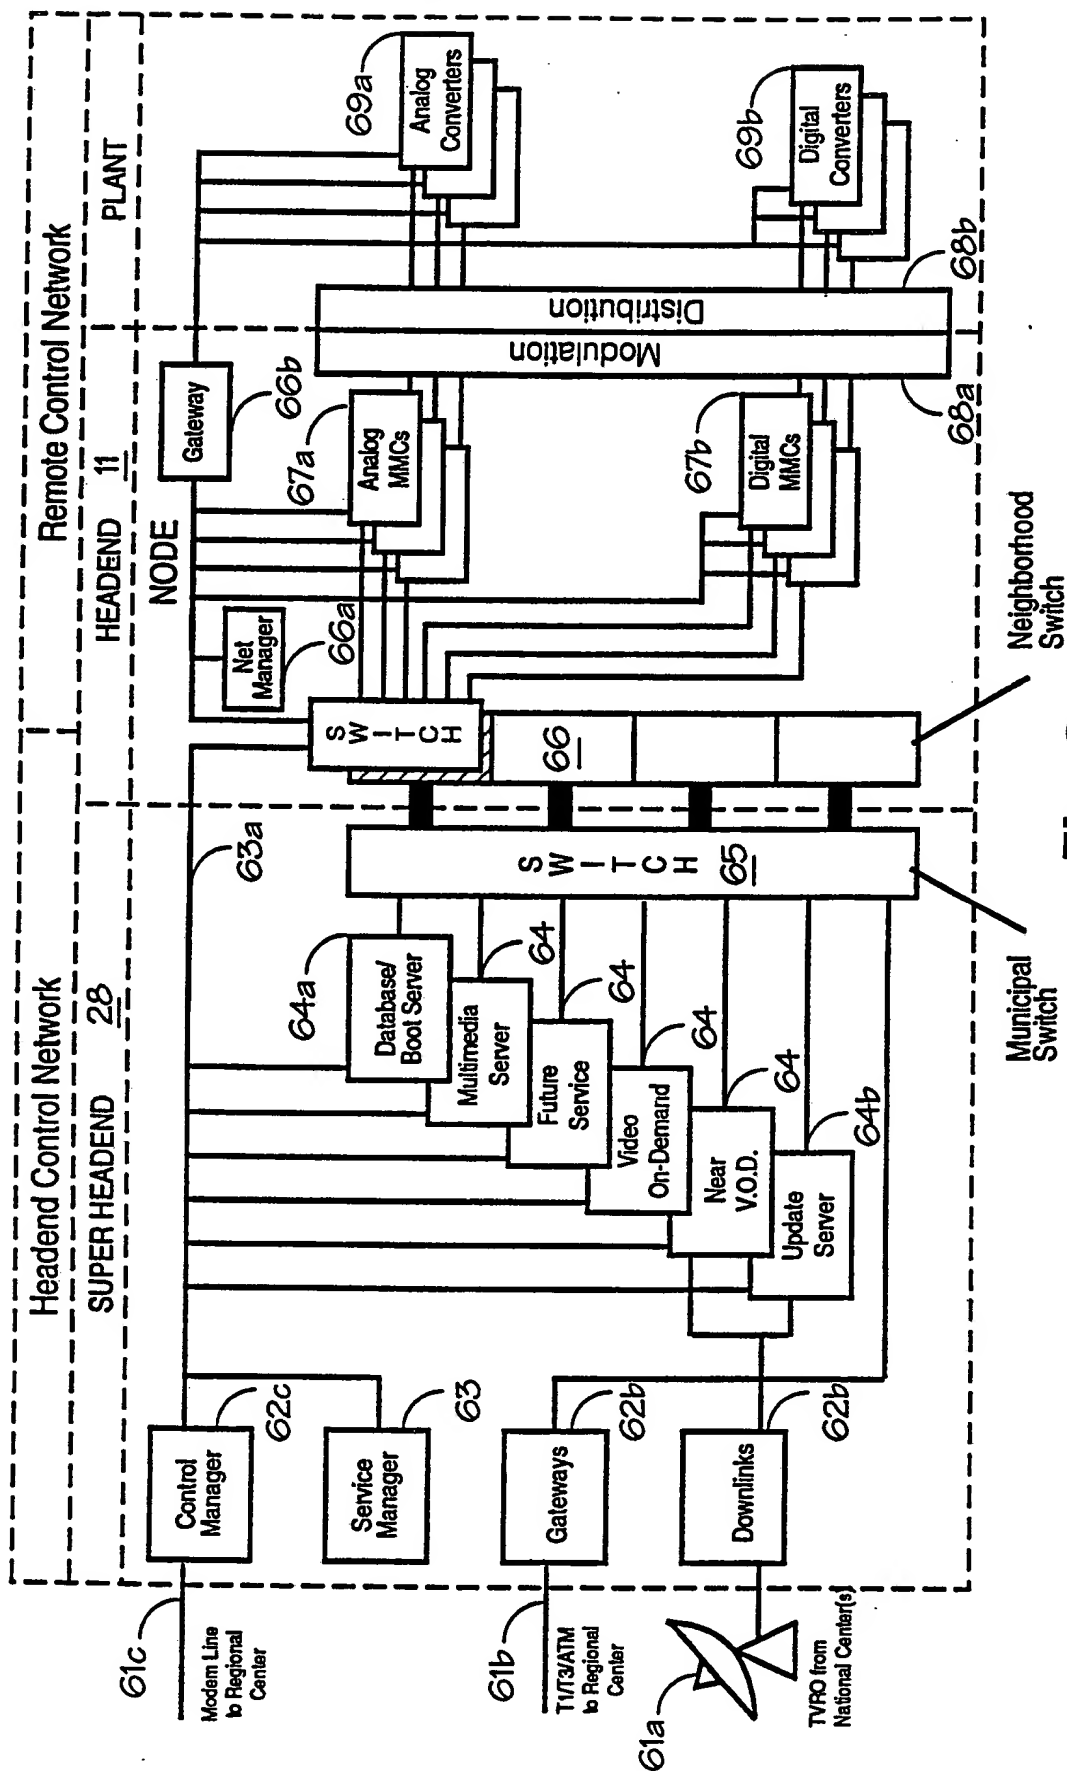 Headend Control Network
Remote Control Network
SUPER HEADEND
28
HEADEND
11
PLANT
NODE
61c
Modem Line
to Regional
Center
Control
Manager
62c
Service
Manager
63
63a
61b
T1/T3/ATM
to Regional
Center
Gateways
62b
61a
TVRO from
National Center(s)
Downlinks
62b
Database/
Boot Server
64a
Multimedia
Server
64
Future
Service
64
Video
On-Demand
64
Near
V.O.D.
64
Update
Server
64b
SWITCH
65
Municipal
Switch
SWITCH
66
Neighborhood
Switch
Net
Manager
66a
Gateway
66b
Analog
MMCs
67a
Digital
MMCs
67b
Modulation
68a
Distribution
68b
Analog
Converters
69a
Digital
Converters
69b